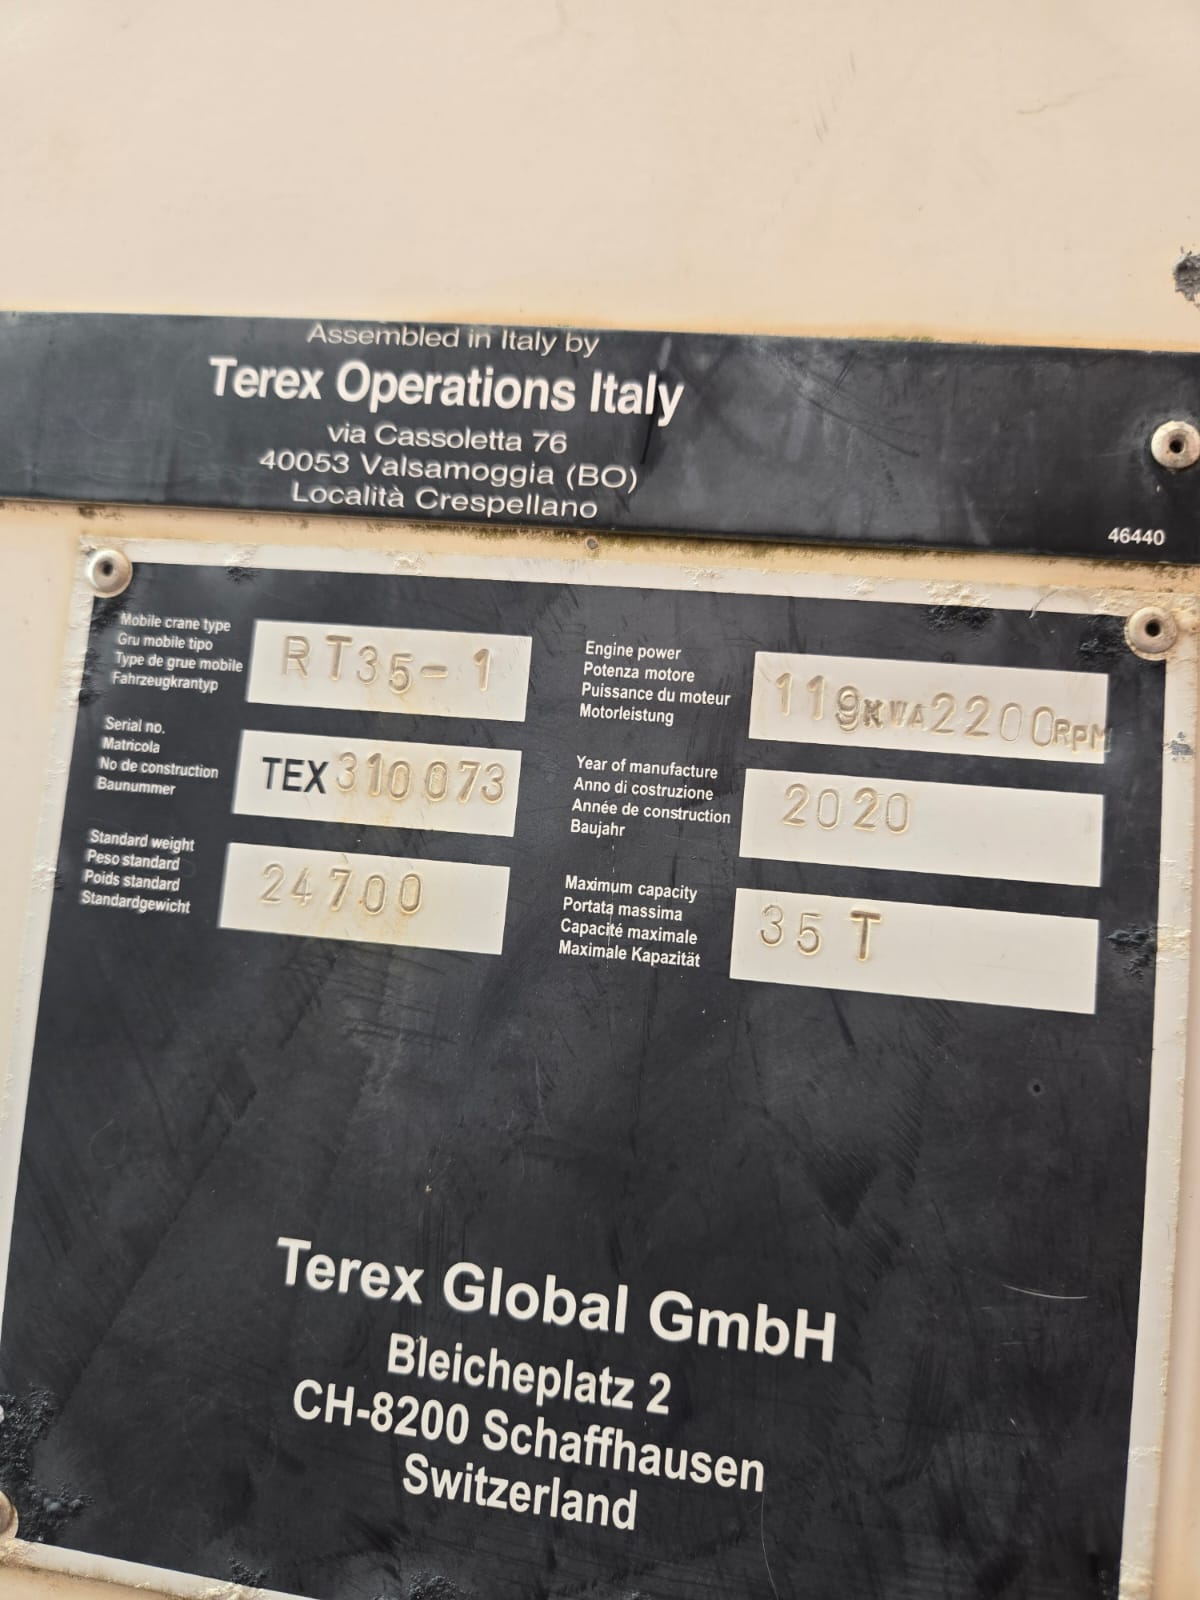 Assembled in Italy by
Terex Operations Italy
via Cassoletta 76
40053 Valsamoggia (BO)
Località Crespellano
46440
Mobile crane type
Gru mobile tipo
Type de grue mobile
Fahrzeugkrantyp
RT35-1
Serial no.
Matricola
No de construction
Baunummer
TEX310073
Standard weight
Peso standard
Poids standard
Standardgewicht
24700
Engine power
Potenza motore
Puissance du moteur
Motorleistung
119KWA2200RPM
Year of manufacture
Anno di costruzione
Année de construction
Baujahr
2020
Maximum capacity
Portata massima
Capacité maximale
Maximale Kapazität
35 T
Terex Global GmbH
Bleicheplatz 2
CH-8200 Schaffhausen
Switzerland